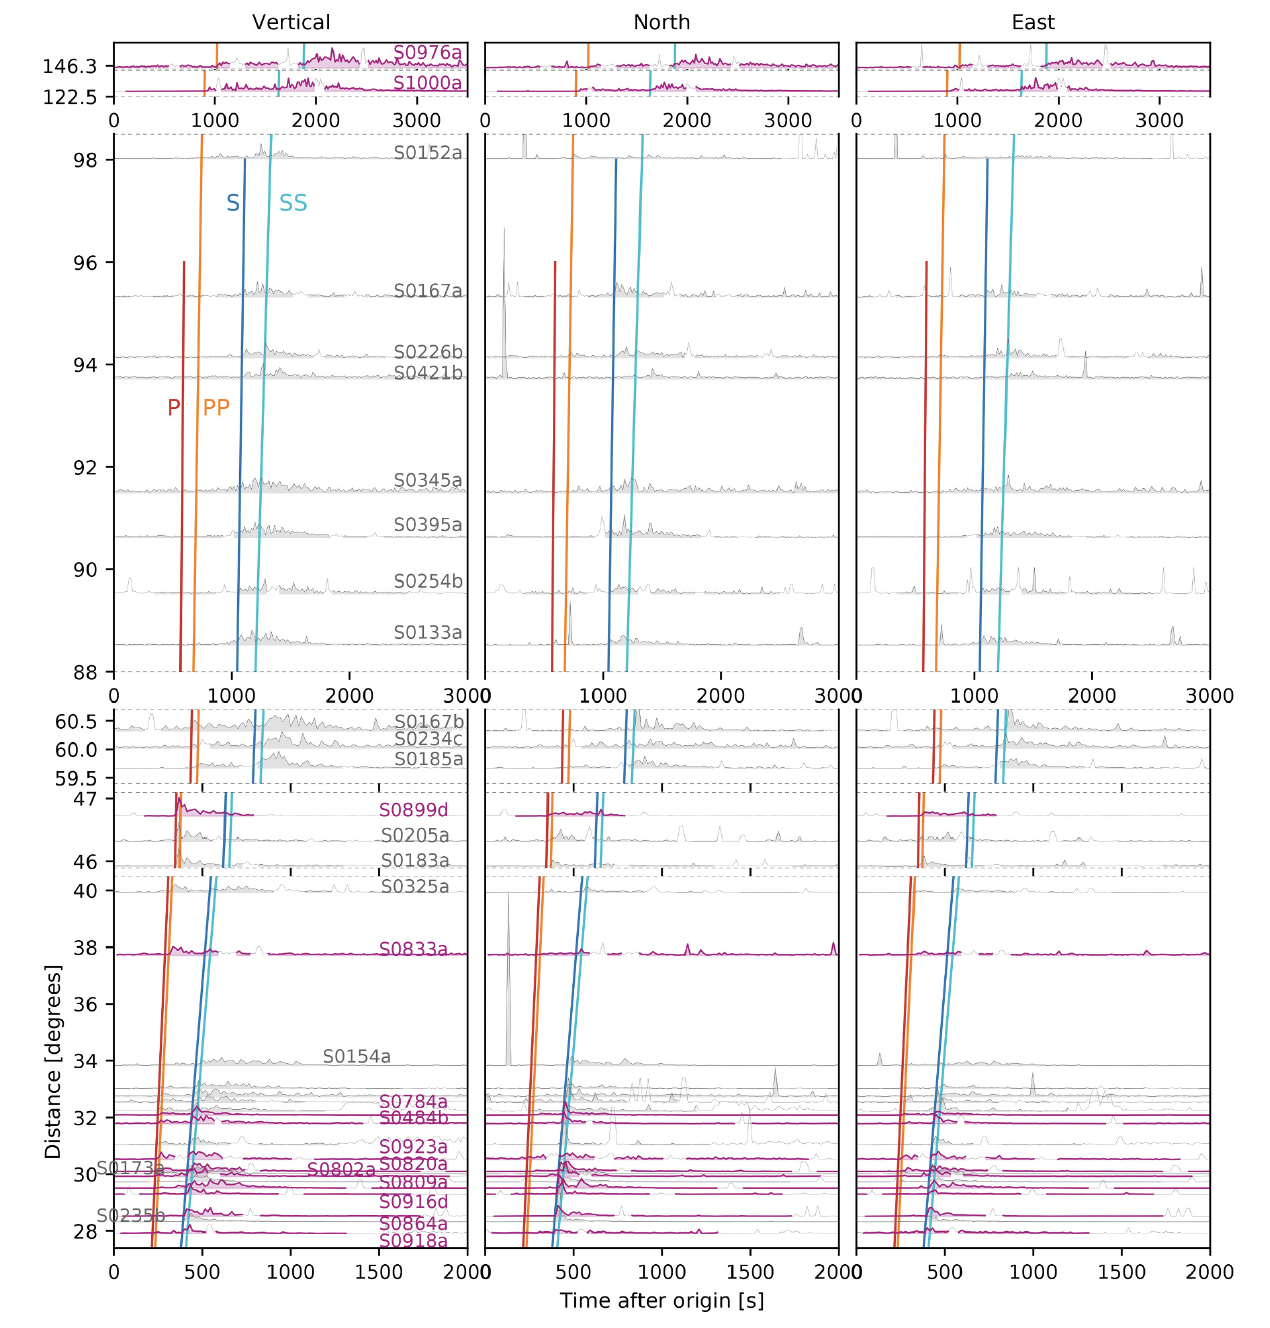 Vertical North East
S0976a
146.3
S1000a
122.5
0 1000 2000 3000 0 1000 2000 3000 0 1000 2000 3000
98 S0152a
S SS
96
S0167a
S0226b
94
S0421b
P PP
92
S0345a
S0395a
90
S0254b
S0133a
88
0 1000 2000 3000 0 1000 2000 3000 0 1000 2000 3000
60.5 S0167b
S0234c
60.0
S0185a
59.5
47
S0899d
S0205a
46 S0183a
40 S0325a
38 S0833a
36
34 S0154a
S0784a
32 S0484b
S0923a
S0820a
30 S0173a S0802a
S0809a
S0916d
S0235b
S0864a
28
S0918a
0 500 1000 1500 2000 0 500 1000 1500 2000 0 500 1000 1500 2000
Distance [degrees]
Time after origin [s]